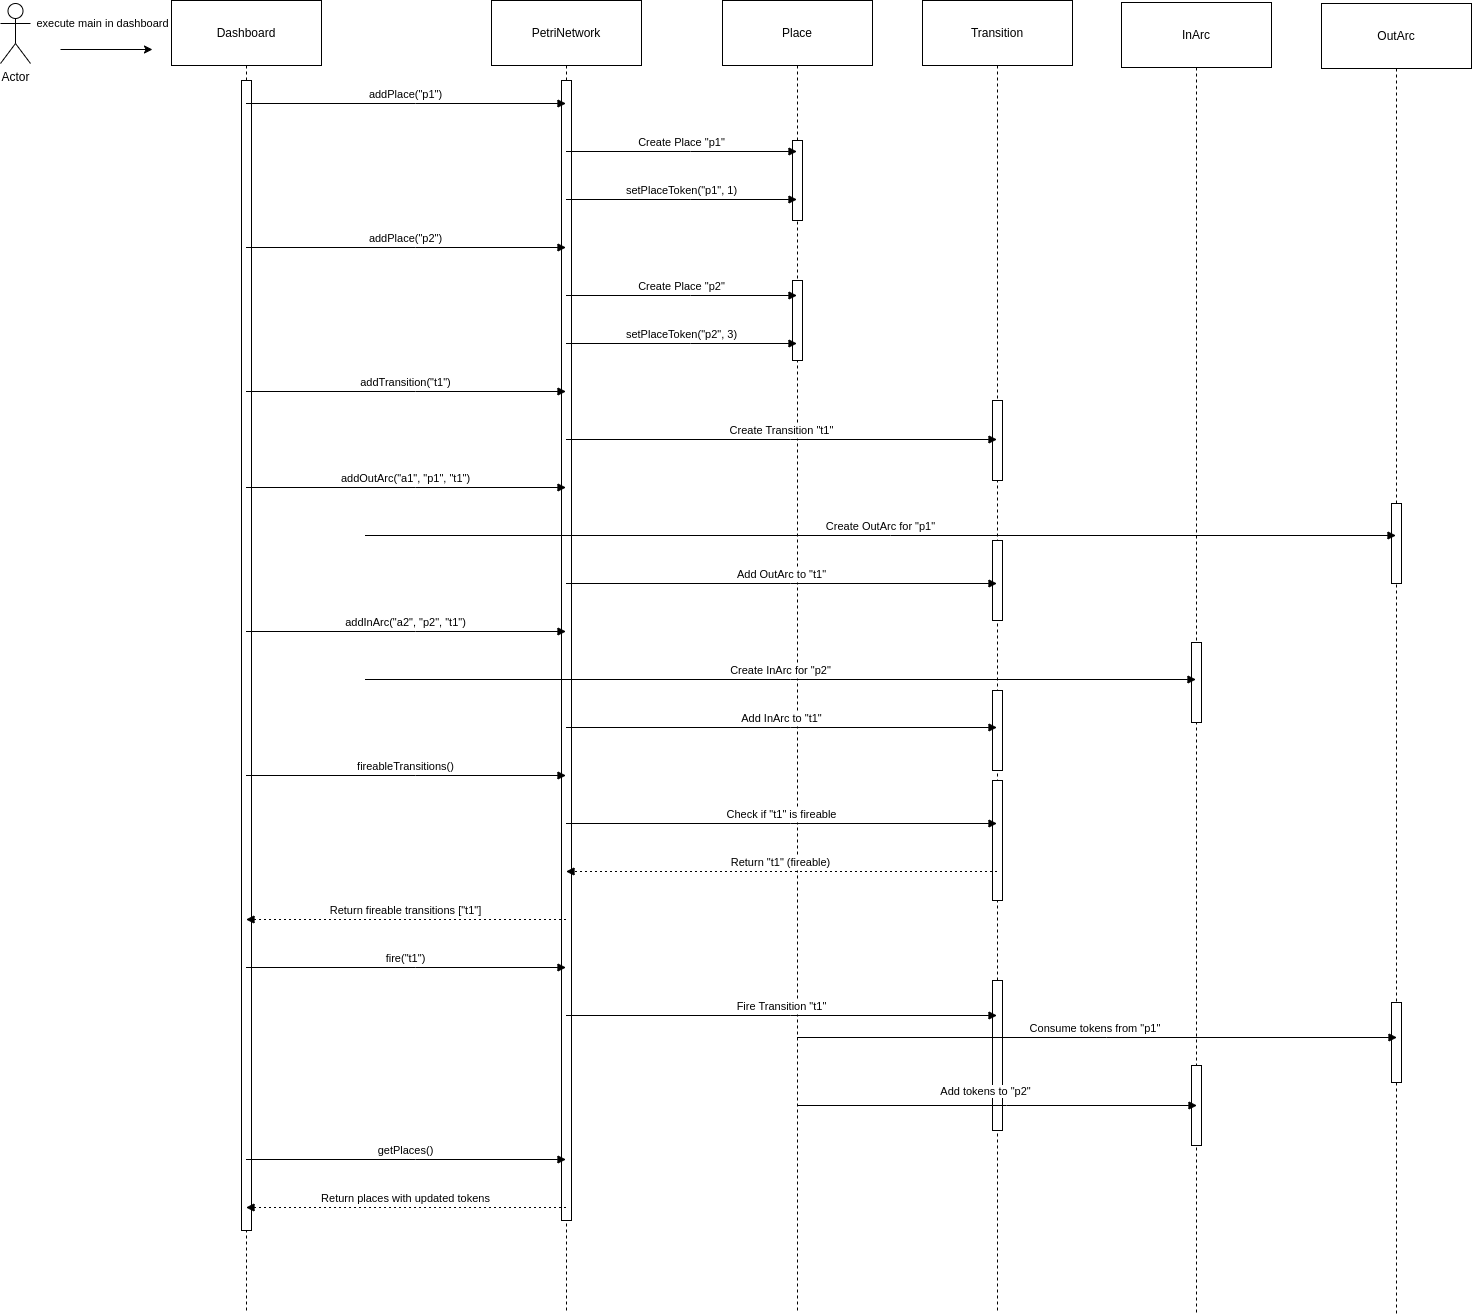 execute main in dashboard
Actor
Dashboard
PetriNetwork
Place
Transition
InArc
OutArc
addPlace("p1")
Create Place "p1"
setPlaceToken("p1", 1)
addPlace("p2")
Create Place "p2"
setPlaceToken("p2", 3)
addTransition("t1")
Create Transition "t1"
addOutArc("a1", "p1", "t1")
Create OutArc for "p1"
Add OutArc to "t1"
addInArc("a2", "p2", "t1")
Create InArc for "p2"
Add InArc to "t1"
fireableTransitions()
Check if "t1" is fireable
Return "t1" (fireable)
Return fireable transitions ["t1"]
fire("t1")
Fire Transition "t1"
Consume tokens from "p1"
Add tokens to "p2"
getPlaces()
Return places with updated tokens